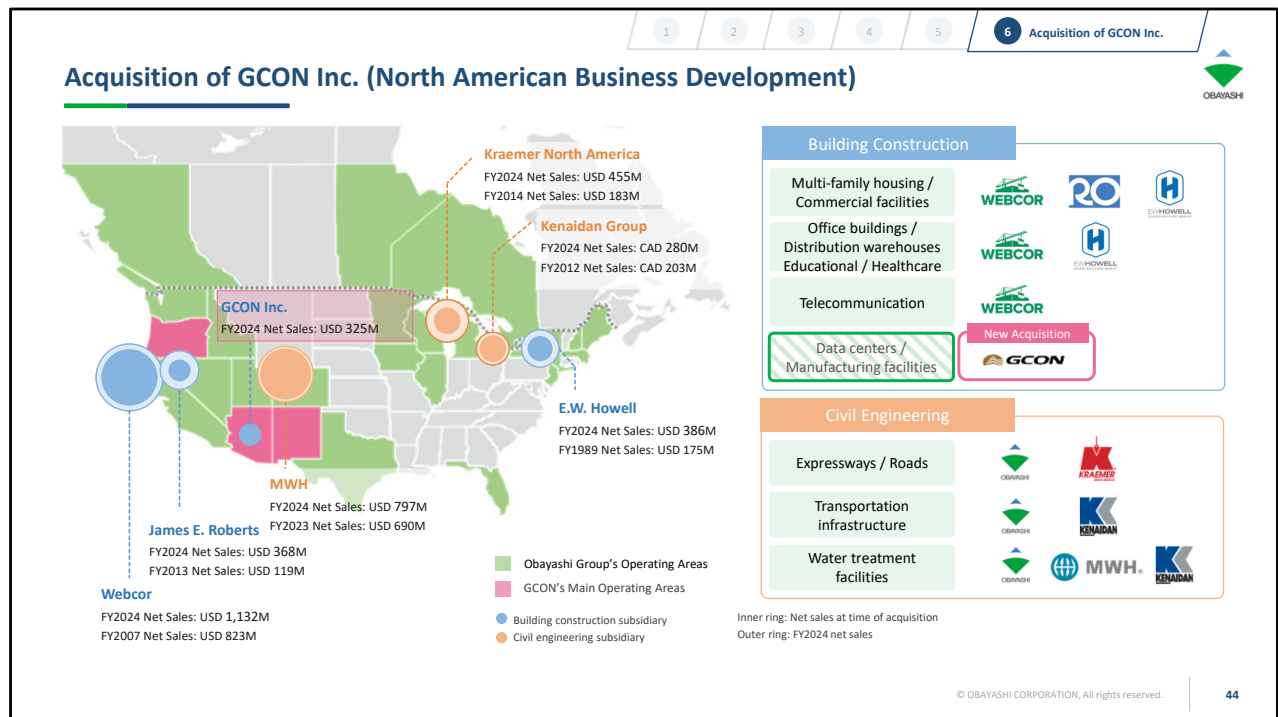 1
2
3
4
5
6 Acquisition of GCON Inc.
Acquisition of GCON Inc. (North American Business Development)
OBAYASHI
Kraemer North America
FY2024 Net Sales: USD 455M
FY2014 Net Sales: USD 183M
Kenaidan Group
FY2024 Net Sales: CAD 280M
FY2012 Net Sales: CAD 203M
GCON Inc.
FY2024 Net Sales: USD 325M
E.W. Howell
FY2024 Net Sales: USD 386M
FY1989 Net Sales: USD 175M
MWH
FY2024 Net Sales: USD 797M
FY2023 Net Sales: USD 690M
James E. Roberts
FY2024 Net Sales: USD 368M
FY2013 Net Sales: USD 119M
Webcor
FY2024 Net Sales: USD 1,132M
FY2007 Net Sales: USD 823M
Obayashi Group's Operating Areas
GCON's Main Operating Areas
Building construction subsidiary
Civil engineering subsidiary
Inner ring: Net sales at time of acquisition
Outer ring: FY2024 net sales
Building Construction
Multi-family housing /
Commercial facilities
WEBCOR
RO
EWHOWELL
CONSTRUCTION GROUP
Office buildings /
Distribution warehouses
Educational / Healthcare
WEBCOR
EWHOWELL
CONSTRUCTION GROUP
Telecommunication
WEBCOR
Data centers /
Manufacturing facilities
New Acquisition
GCON
Civil Engineering
Expressways / Roads
OBAYASHI
KRAEMER
NORTH AMERICA
Transportation
infrastructure
OBAYASHI
KENAIDAN
Water treatment
facilities
OBAYASHI
MWH®
KENAIDAN
© OBAYASHI CORPORATION, All rights reserved.
44